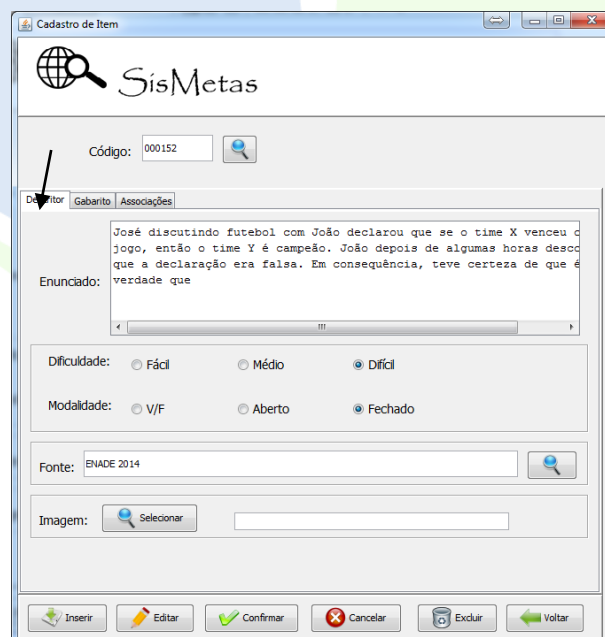 Cadastro de Item
SisMetas
Código: 000152
Gabarito Associações
José discutindo futebol com João declarou que se o time X venceu
jogo, então o time Y é campeão. João depois de algumas horas
que a declaração era falsa. Em consequência, teve certeza de que é
verdade que
Enunciado:
Dificuldade: Fácil Médio Difícil
Modalidade: V/F Aberto Fechado
Fonte: ENADE 2014
Imagem: Selecionar
Inserir Editar Confirmar Cancelar Excluir Voltar